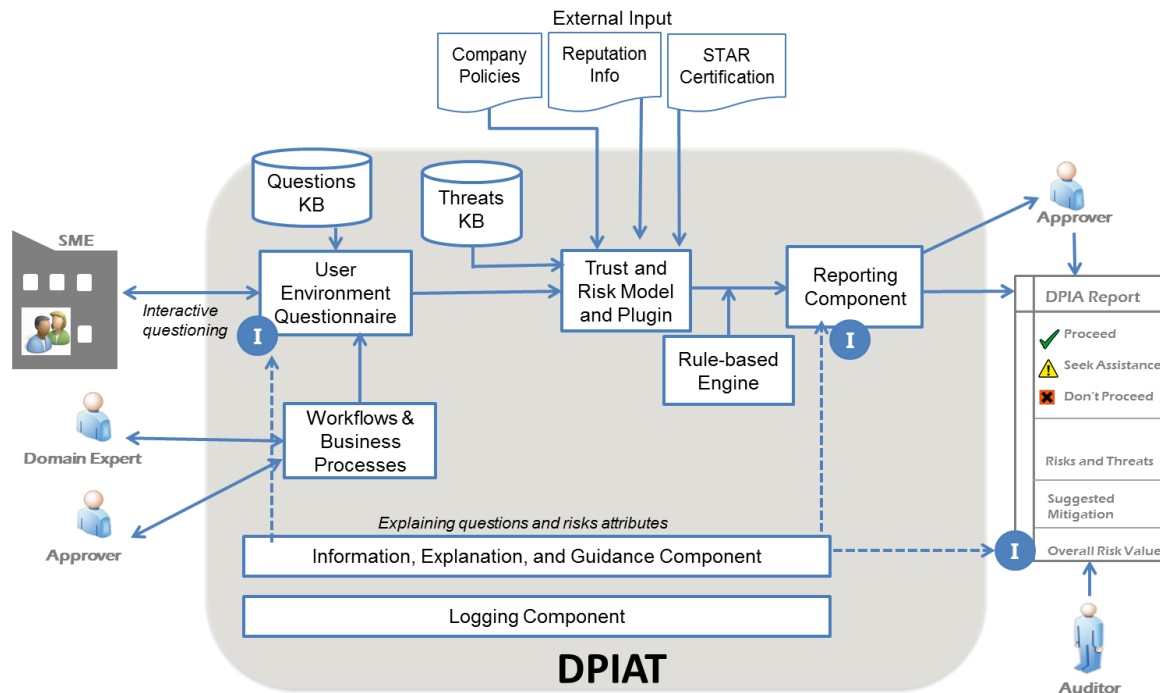 External Input
Company
Policies
Reputation
Info
STAR
Certification
Questions
KB
Threats
KB
SME
Interactive
questioning
User
Environment
Questionnaire
I
Trust and
Risk Model
and Plugin
Reporting
Component
I
Rule-based
Engine
Approver
DPIA Report
Proceed
Seek Assistance
Don't Proceed
Risks and Threats
Suggested
Mitigation
Overall Risk Value
I
Workflows &
Business
Processes
Domain Expert
Approver
Explaining questions and risks attributes
Information, Explanation, and Guidance Component
Logging Component
DPIAT
Auditor